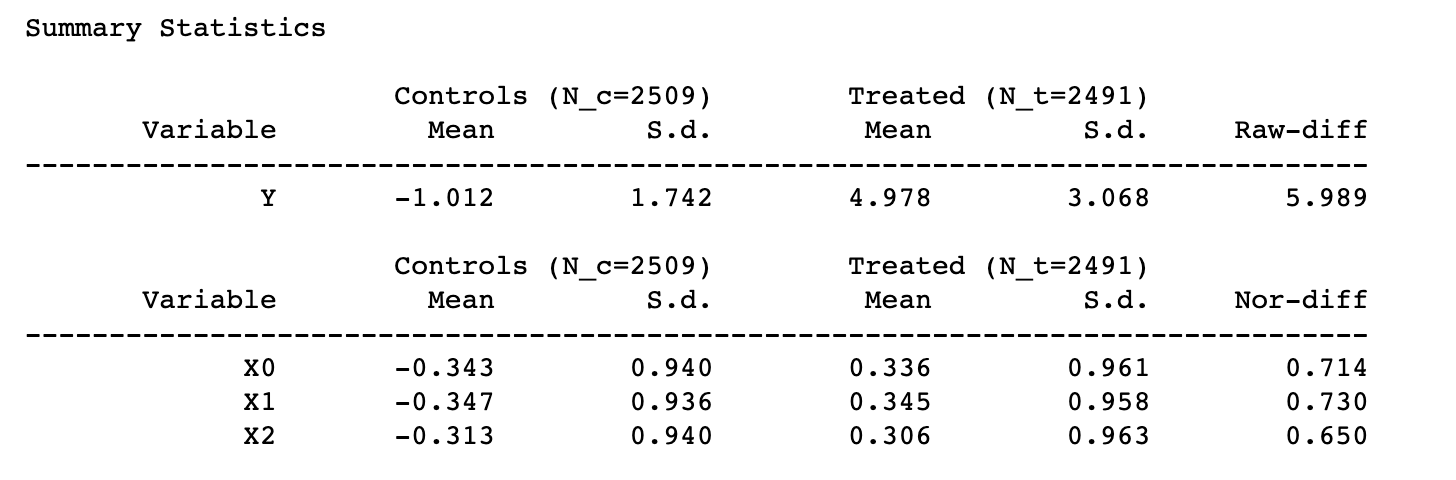 Summary Statistics
Controls (N_c=2509) Treated (N_t=2491)
Variable Mean S.d. Mean S.d. Raw-diff
--------------------------------------------------------------------------------
Y -1.012 1.742 4.978 3.068 5.989
Controls (N_c=2509) Treated (N_t=2491)
Variable Mean S.d. Mean S.d. Nor-diff
--------------------------------------------------------------------------------
X0 -0.343 0.940 0.336 0.961 0.714
X1 -0.347 0.936 0.345 0.958 0.730
X2 -0.313 0.940 0.306 0.963 0.650